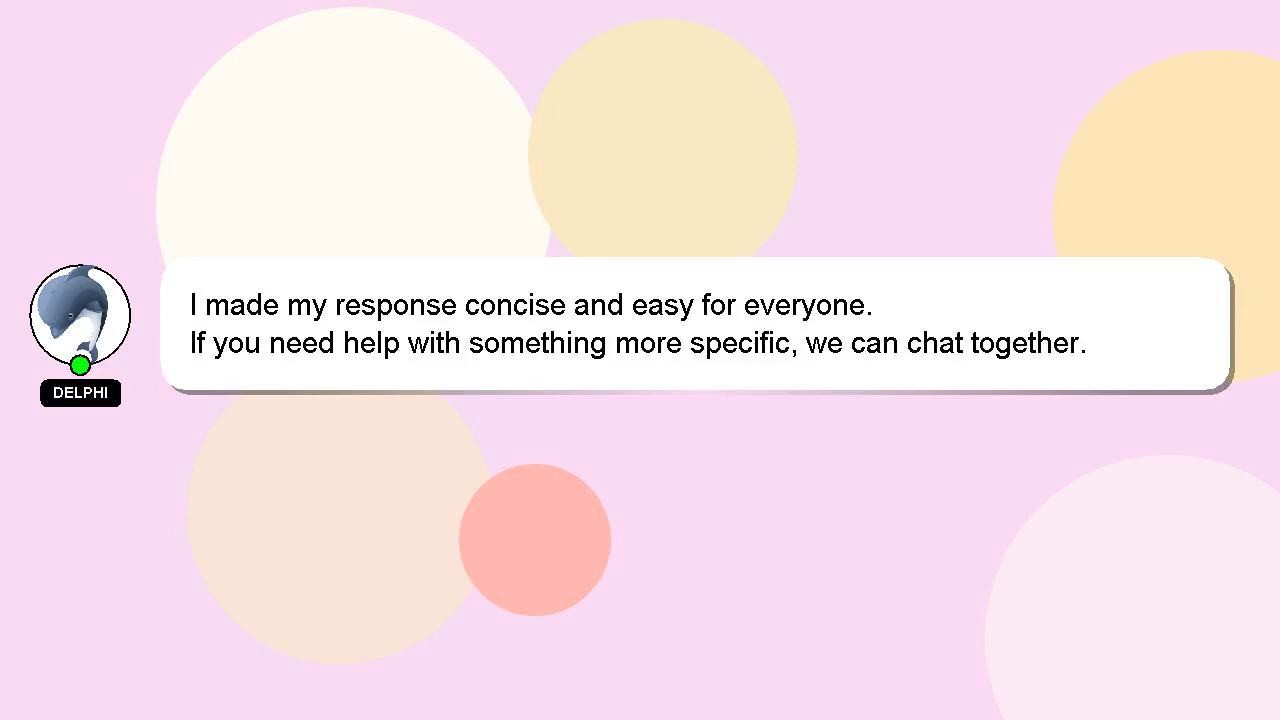 I made my response concise and easy for everyone.
If you need help with something more specific, we can chat together.
DELPHI